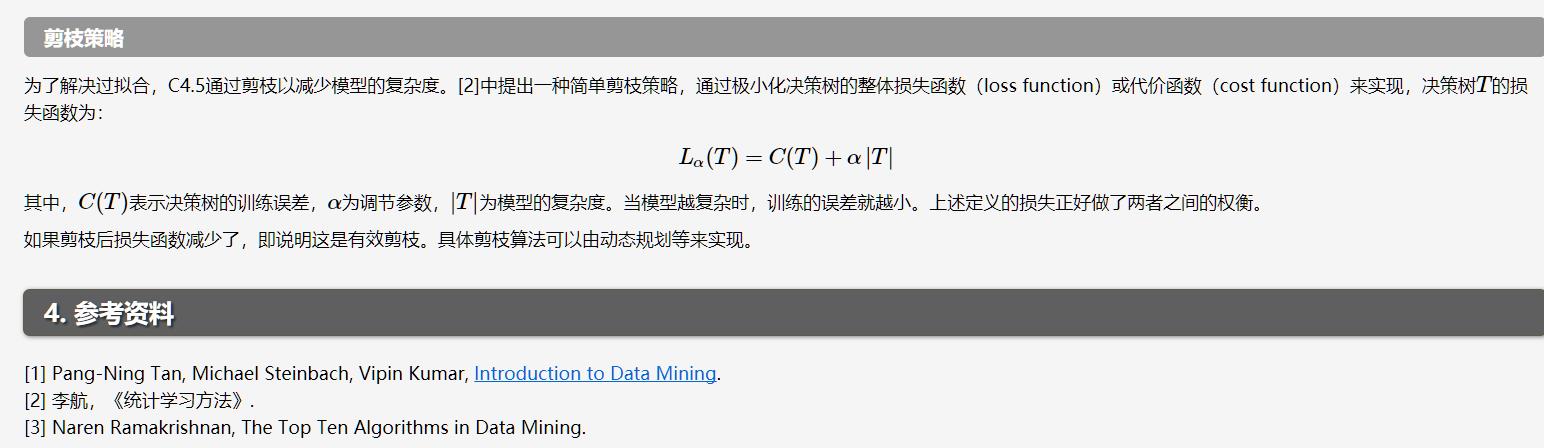 剪枝策略
为了解决过拟合，C4.5通过剪枝以减少模型的复杂度。[2]中提出一种简单剪枝策略，通过极小化决策树的整体损失函数（loss function）或代价函数（cost function）来实现，决策树T的损
失函数为：
Lα(T) = C(T) + α |T|
其中，C(T)表示决策树的训练误差，α为调节参数，|T|为模型的复杂度。当模型越复杂时，训练的误差就越小。上述定义的损失正好做了两者之间的权衡。
如果剪枝后损失函数减少了，即说明这是有效剪枝。具体剪枝算法可以由动态规划等来实现。
4. 参考资料
[1] Pang-Ning Tan, Michael Steinbach, Vipin Kumar, Introduction to Data Mining.
[2] 李航，《统计学习方法》.
[3] Naren Ramakrishnan, The Top Ten Algorithms in Data Mining.